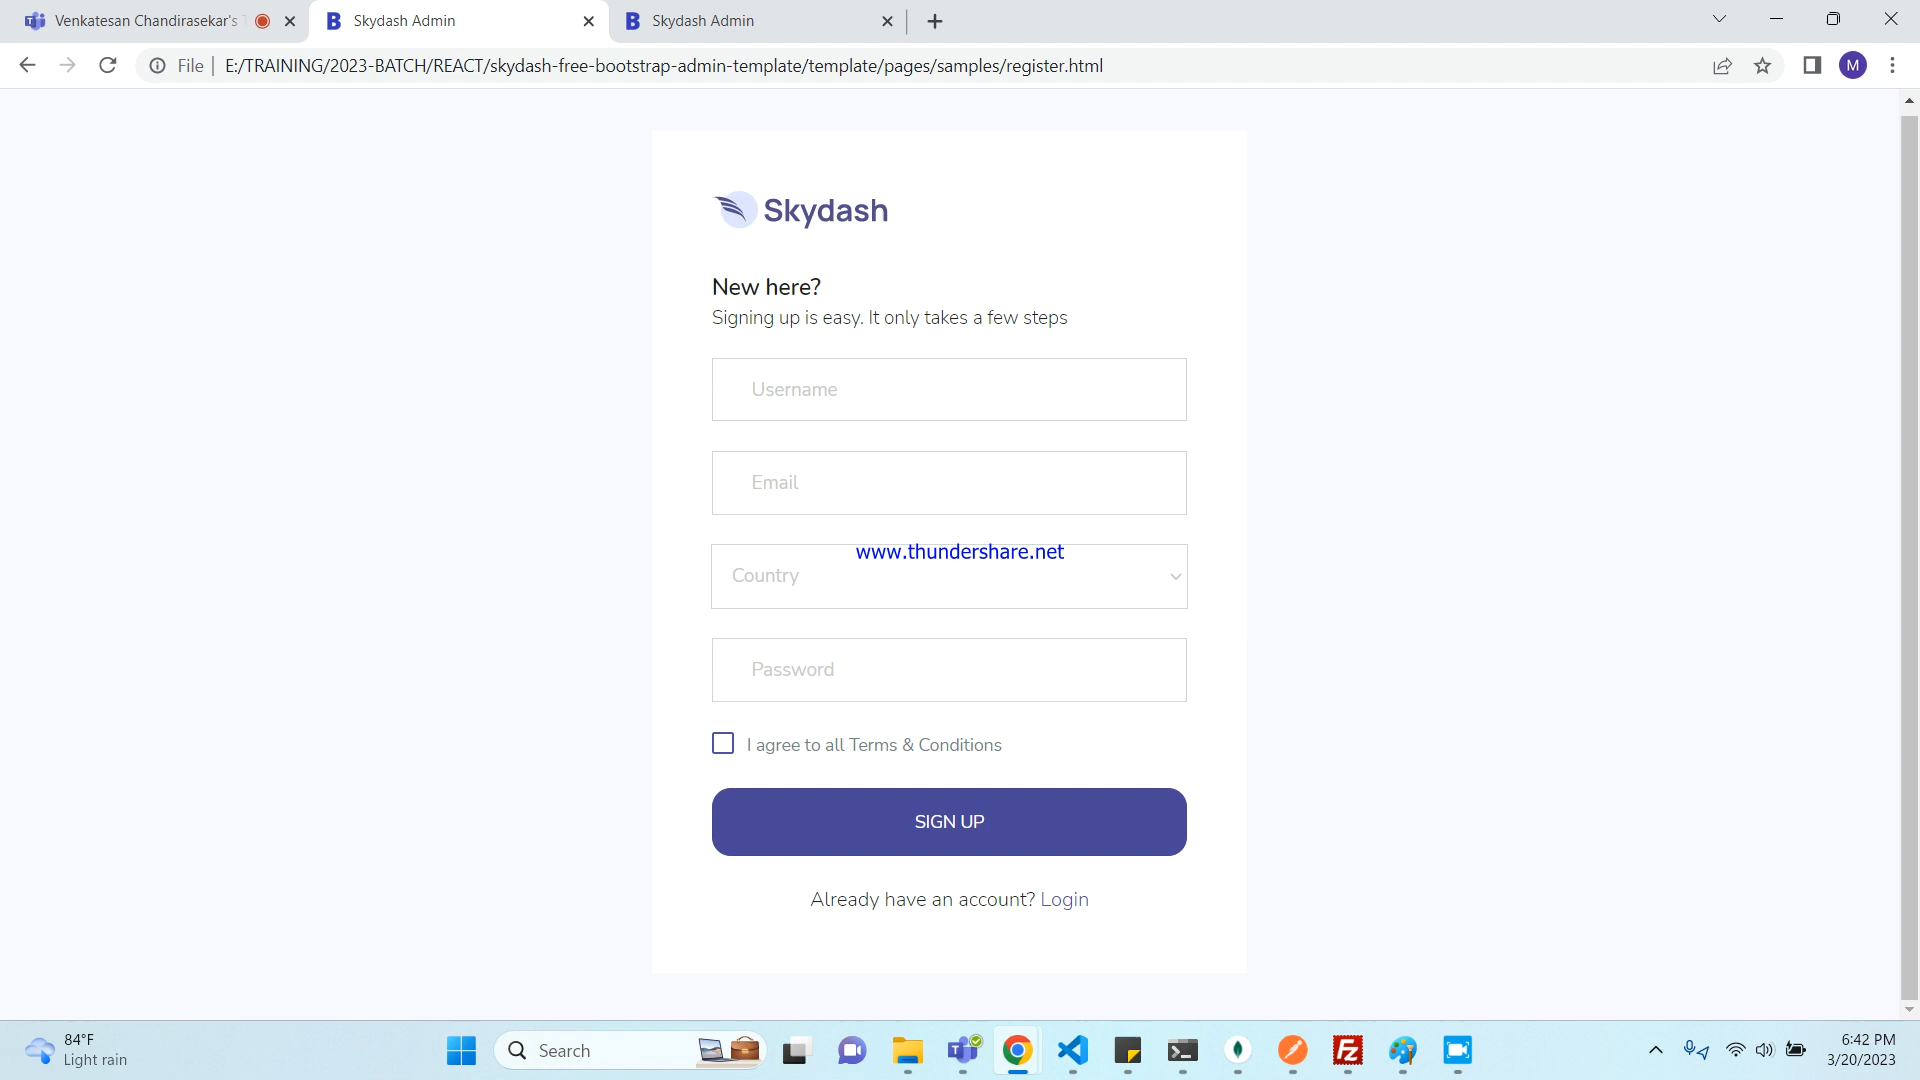 Venkatesan Chandirasekar's
Skydash Admin
Skydash Admin
File
E:/TRAINING/2023-BATCH/REACT/skydash-free-bootstrap-admin-template/template/pages/samples/register.html
M
Skydash
New here?
Signing up is easy. It only takes a few steps
Username
Email
www.thundershare.net
Country
Password
I agree to all Terms & Conditions
SIGN UP
Already have an account? Login
84°F
Light rain
Search
6:42 PM
3/20/2023